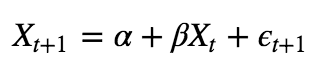 X_{t+1} = α + βX_t + ϵ_{t+1}